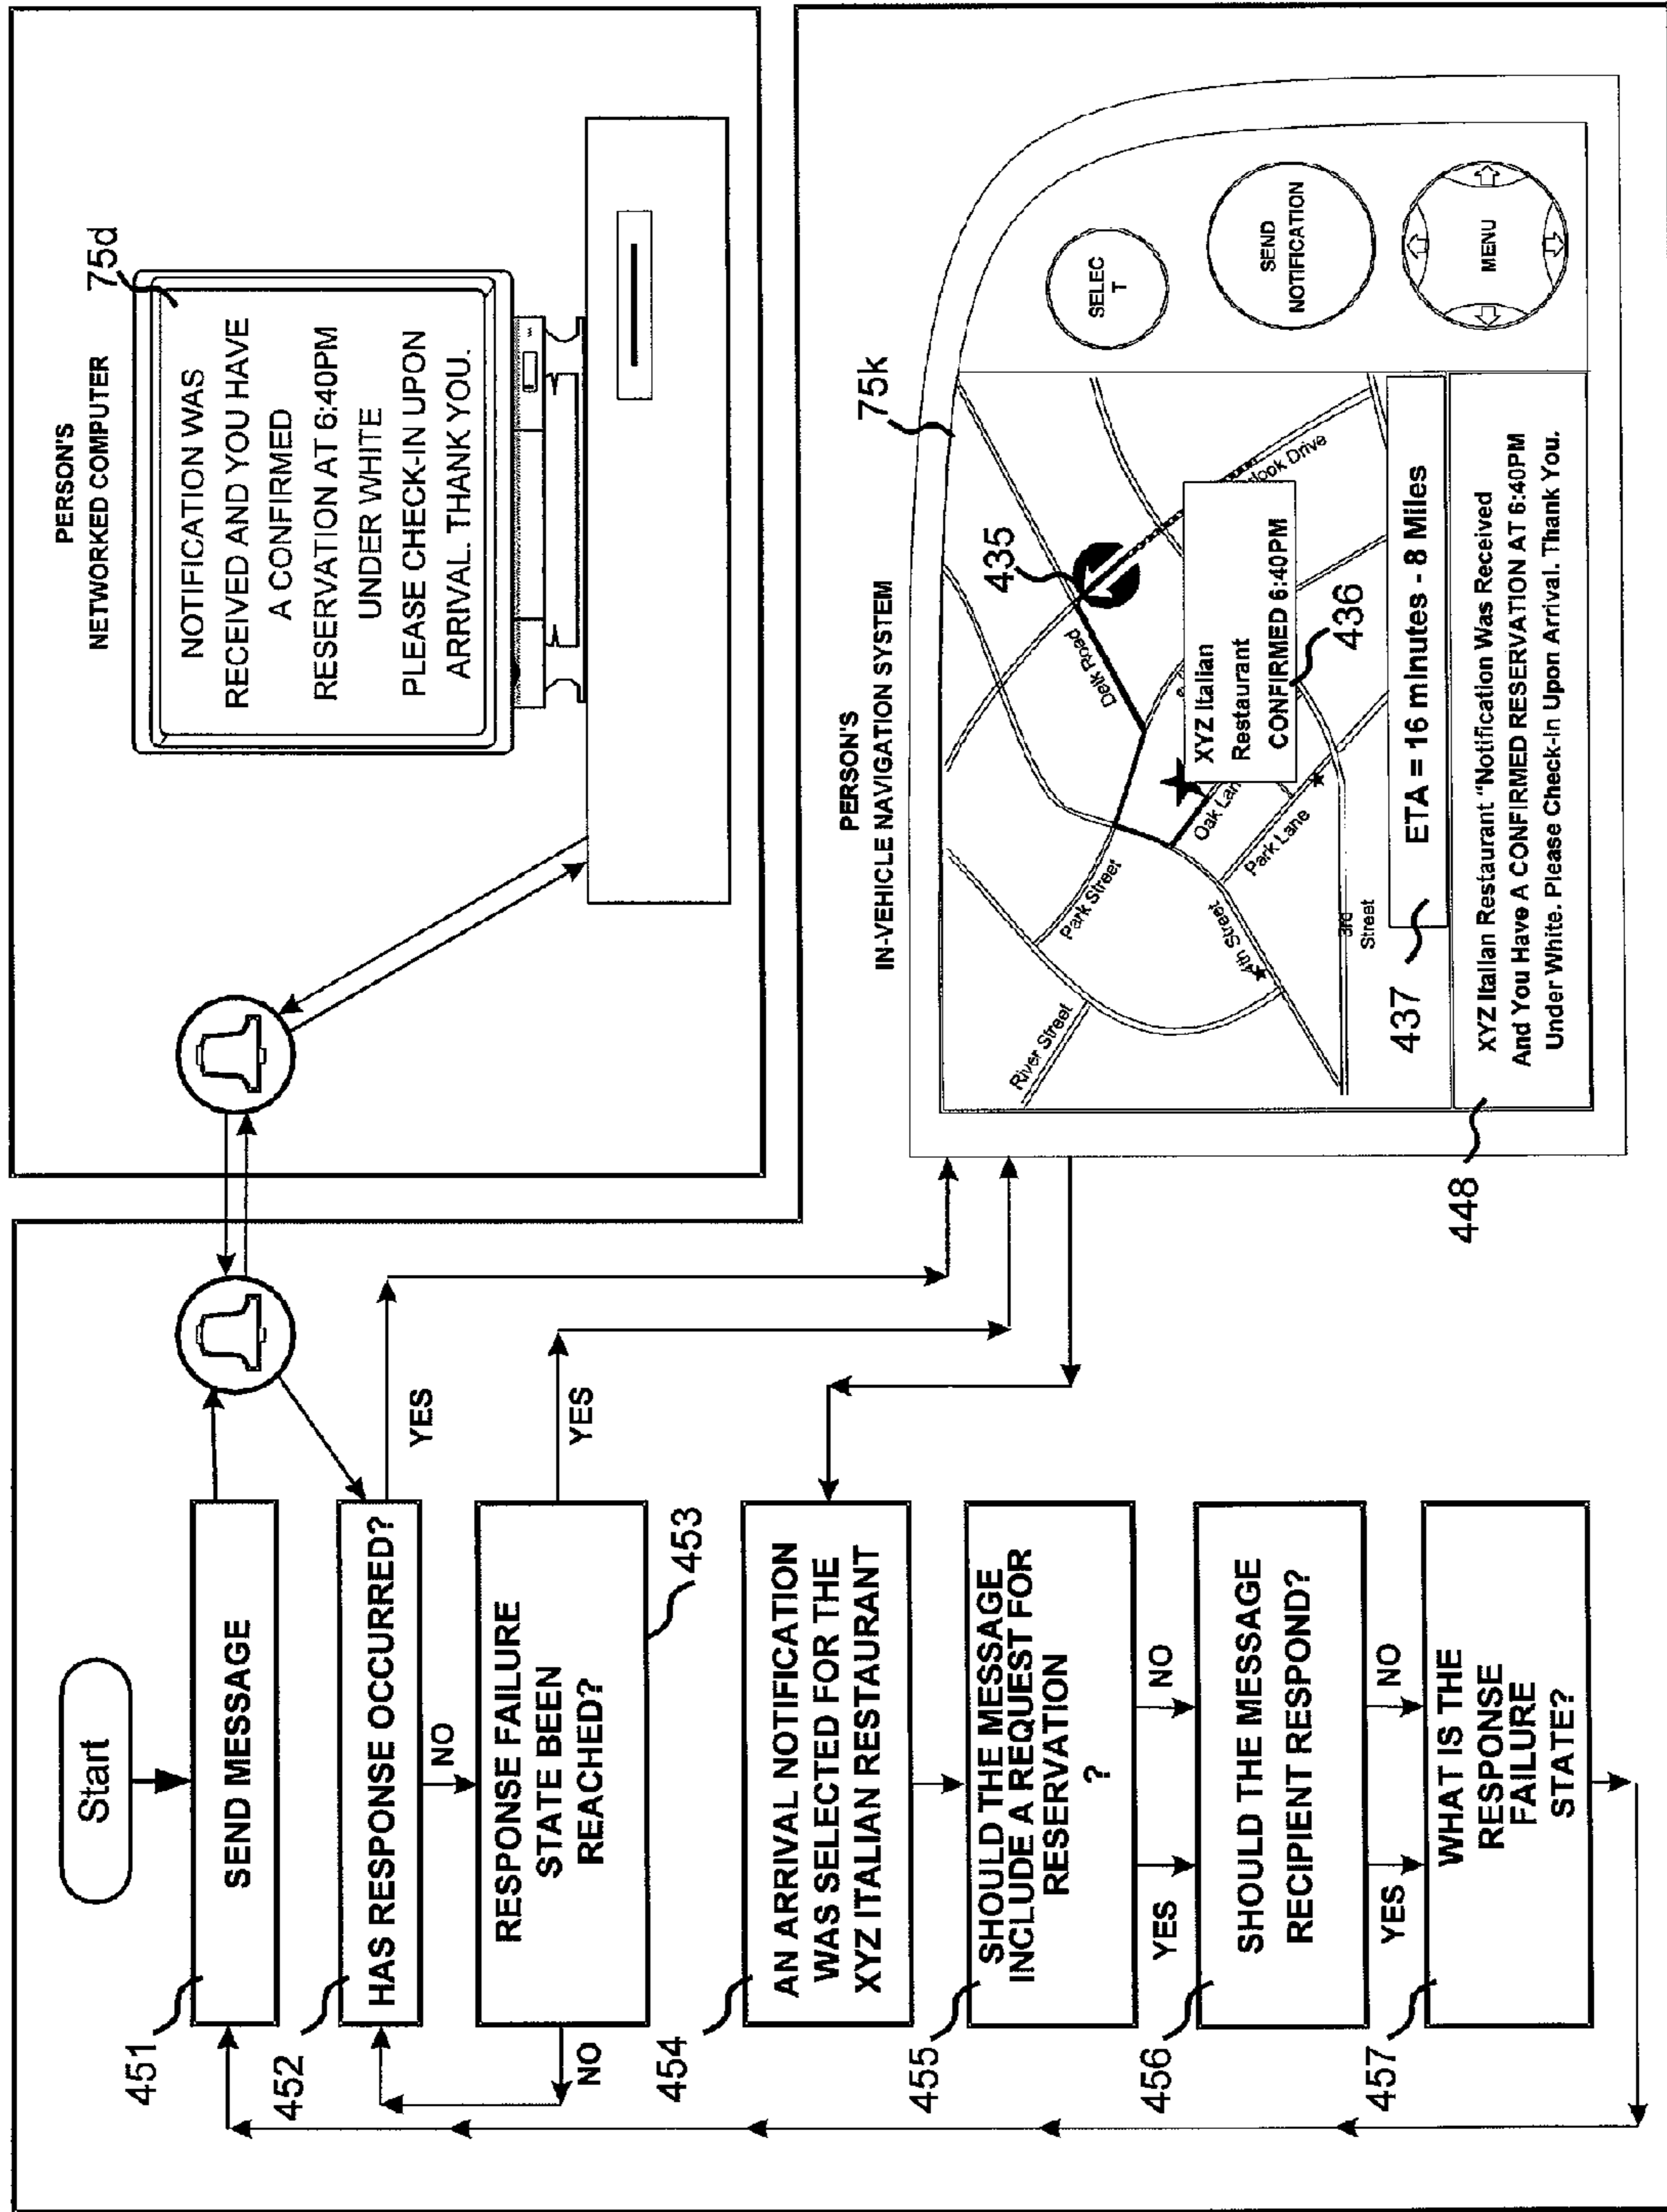 Start
451
SEND MESSAGE
452
HAS RESPONSE OCCURRED?
YES
NO
RESPONSE FAILURE
STATE BEEN
REACHED?
453
YES
NO
454
AN ARRIVAL NOTIFICATION
WAS SELECTED FOR THE
XYZ ITALIAN RESTAURANT
455
SHOULD THE MESSAGE
INCLUDE A REQUEST FOR
RESERVATION
?
YES
NO
456
SHOULD THE MESSAGE
RECIPIENT RESPOND?
YES
NO
457
WHAT IS THE
RESPONSE
FAILURE
STATE?
PERSON'S
NETWORKED COMPUTER
75d
NOTIFICATION WAS
RECEIVED AND YOU HAVE
A CONFIRMED
RESERVATION AT 6:40PM
UNDER WHITE
PLEASE CHECK-IN UPON
ARRIVAL. THANK YOU.
PERSON'S
IN-VEHICLE NAVIGATION SYSTEM
75k
435
Delk Road
look Drive
XYZ Italian
Restaurant
CONFIRMED 6:40PM
436
Oak Lan
Park Lane
Park Street
4th Street
River Street
3rd
Street
437
ETA = 16 minutes - 8 Miles
448
XYZ Italian Restaurant "Notification Was Received
And You Have A CONFIRMED RESERVATION AT 6:40PM
Under White. Please Check-In Upon Arrival. Thank You.
SELEC
T
SEND
NOTIFICATION
MENU